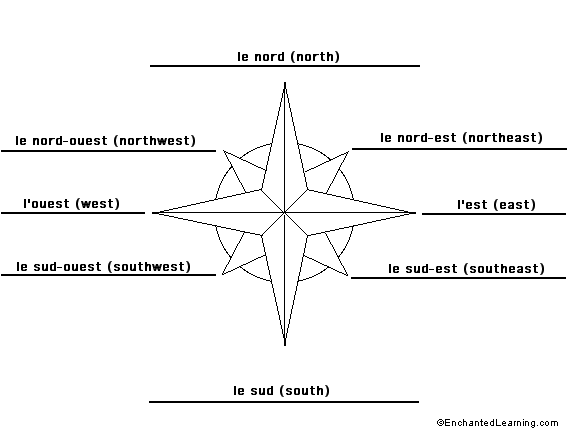 le nord (north)
le nord-ouest (northwest)
le nord-est (northeast)
l'ouest (west)
l'est (east)
le sud-ouest (southwest)
le sud-est (southeast)
le sud (south)
©EnchantedLearning.com